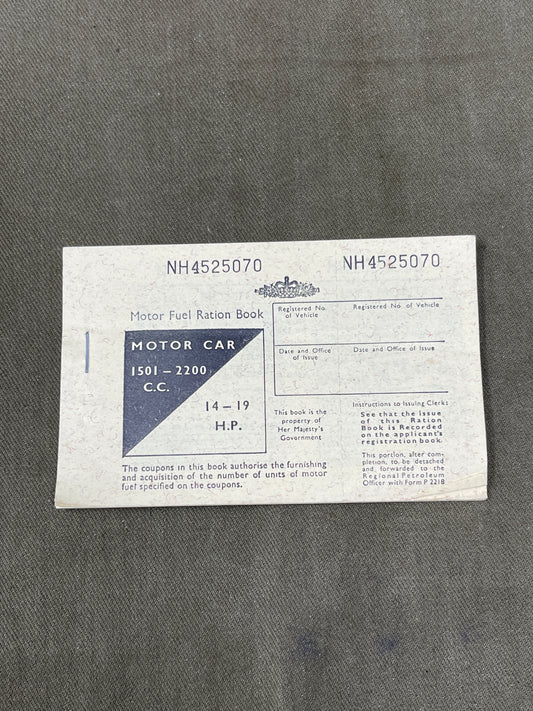 NH4525070 NH4525070
Motor Fuel Ration Book
MOTOR CAR
1501 – 2200
C.C.
14 – 19
H.P.
The coupons in this book authorise the furnishing
and acquisition of the number of units of motor
fuel specified on the coupons.
Registered No.
of Vehicle
Date and Office
of Issue
This book is the
property of
Her Majesty's
Government
Registered No. of Vehicle
Date and Office of Issue
Instructions to Issuing Clerk:
See that the issue
of this Ration
Book is Recorded
on the applicant's
registration book.
This portion, after com-
pletion, to be detached
and forwarded to the
Regional Petroleum
Officer with Form P 221B